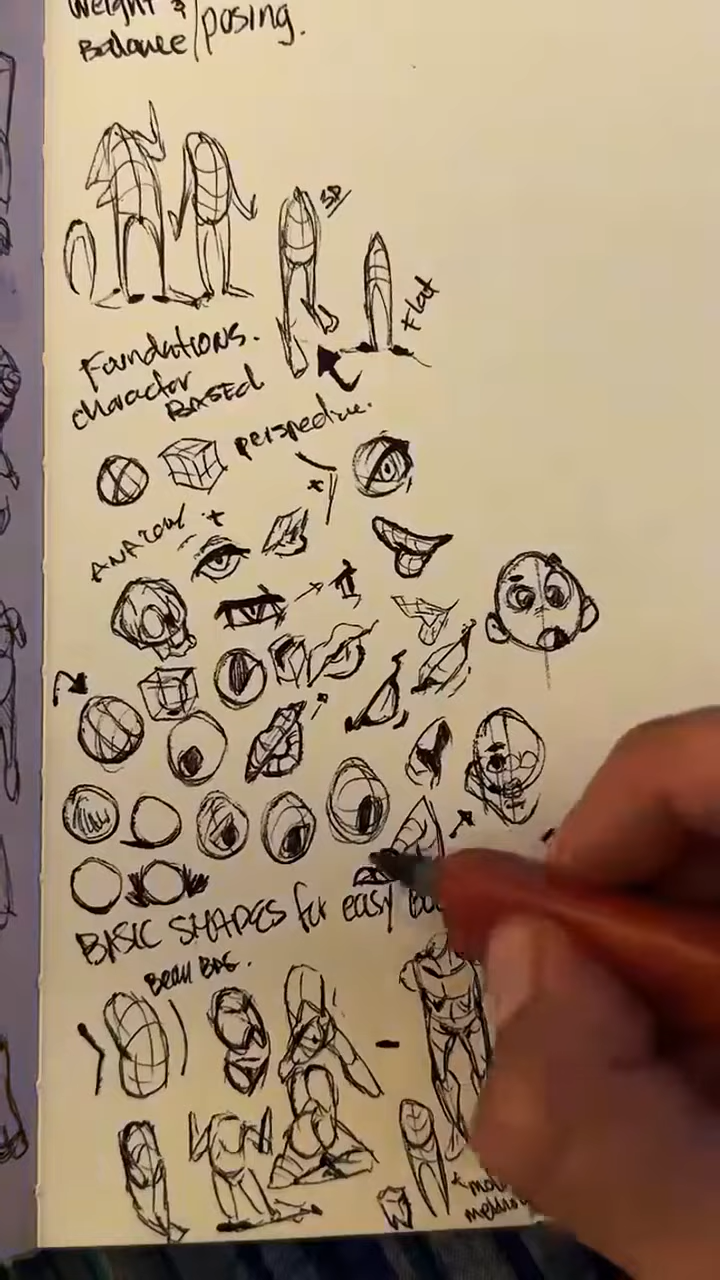 Weight &
Balance / posing.
3D
Flat
Foundations.
character
BASEd
perspective.
ANATOMY +
BASIC SHAPES for easy
BEAN BAG.